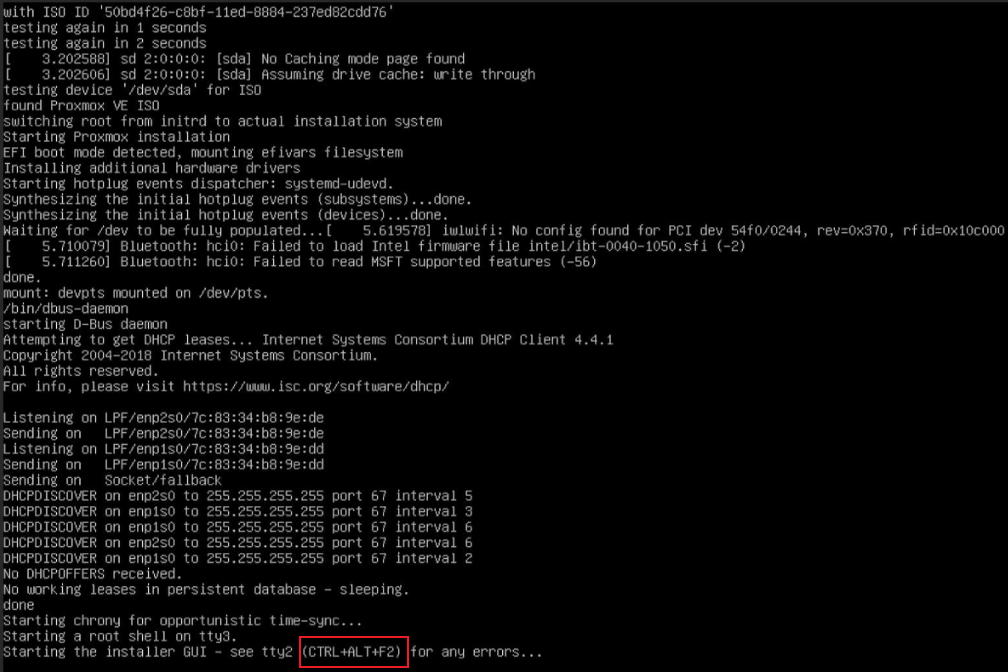 with ISO ID '50bd4f26-c8bf-11ed-8884-237ed82cdd76'
testing again in 1 seconds
testing again in 2 seconds
[    3.202588] sd 2:0:0:0: [sda] No Caching mode page found
[    3.202606] sd 2:0:0:0: [sda] Assuming drive cache: write through
testing device '/dev/sda' for ISO
found Proxmox VE ISO
switching root from initrd to actual installation system
Starting Proxmox installation
EFI boot mode detected, mounting efivars filesystem
Installing additional hardware drivers
Starting hotplug events dispatcher: systemd-udevd.
Synthesizing the initial hotplug events (subsystems)...done.
Synthesizing the initial hotplug events (devices)...done.
Waiting for /dev to be fully populated...[    5.619578] iwlwifi: No config found for PCI dev 54f0/0244, rev=0x370, rfid=0x10c000
[    5.710079] Bluetooth: hci0: Failed to load Intel firmware file intel/ibt-0040-1050.sfi (-2)
[    5.711260] Bluetooth: hci0: Failed to read MSFT supported features (-56)
done.
mount: devpts mounted on /dev/pts.
/bin/dbus-daemon
starting D-Bus daemon
Attempting to get DHCP leases... Internet Systems Consortium DHCP Client 4.4.1
Copyright 2004-2018 Internet Systems Consortium.
All rights reserved.
For info, please visit https://www.isc.org/software/dhcp/

Listening on LPF/enp2s0/7c:83:34:b8:9e:de
Sending on   LPF/enp2s0/7c:83:34:b8:9e:de
Listening on LPF/enp1s0/7c:83:34:b8:9e:dd
Sending on   LPF/enp1s0/7c:83:34:b8:9e:dd
Sending on   Socket/fallback
DHCPDISCOVER on enp2s0 to 255.255.255.255 port 67 interval 5
DHCPDISCOVER on enp1s0 to 255.255.255.255 port 67 interval 3
DHCPDISCOVER on enp1s0 to 255.255.255.255 port 67 interval 6
DHCPDISCOVER on enp2s0 to 255.255.255.255 port 67 interval 6
DHCPDISCOVER on enp1s0 to 255.255.255.255 port 67 interval 2
No DHCPOFFERS received.
No working leases in persistent database - sleeping.
done
Starting chrony for opportunistic time-sync...
Starting a root shell on tty3.
Starting the installer GUI - see tty2 (CTRL+ALT+F2) for any errors...